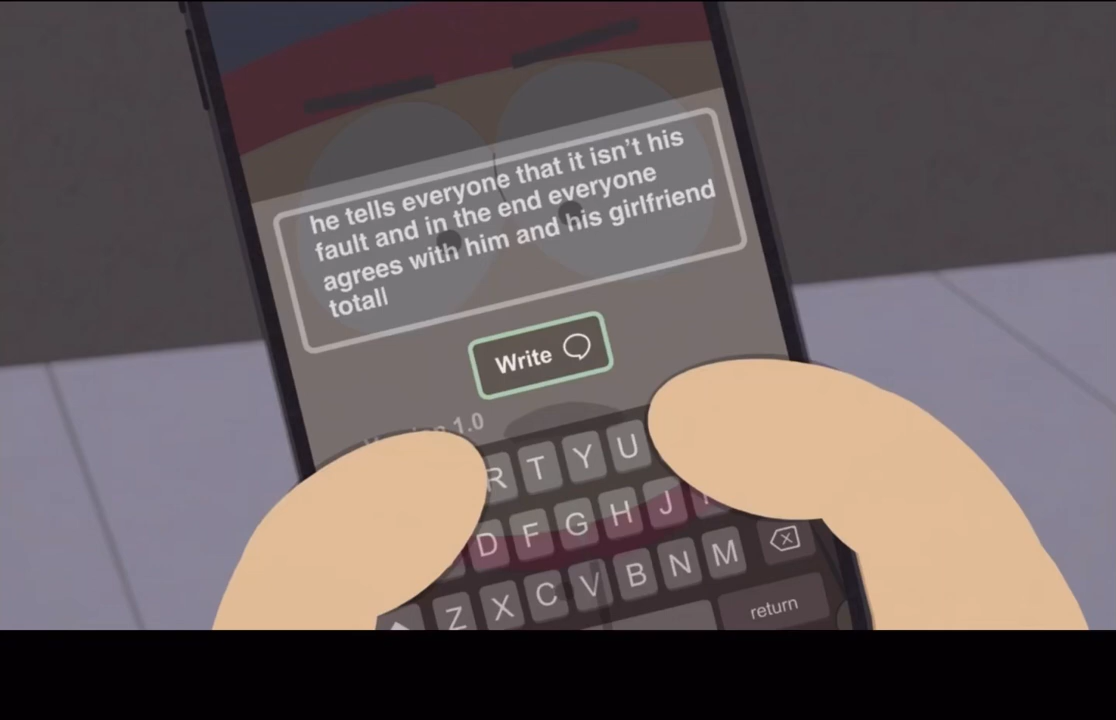 he tells everyone that it isn't his
fault and in the end everyone
agrees with him and his girlfriend
totall
Write
1.0
R T Y U
D F G H J
Z X C V B N M
return